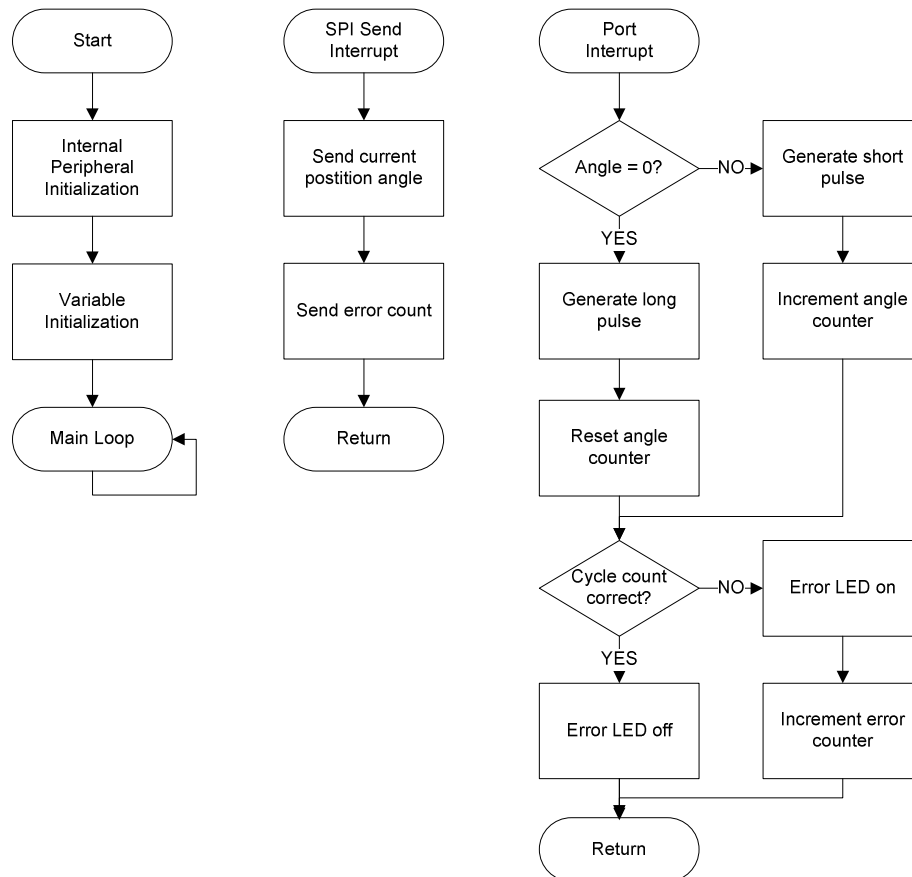 Start
Internal
Peripheral
Initialization
Variable
Initialization
Main Loop
SPI Send
Interrupt
Send current
postition angle
Send error count
Return
Port
Interrupt
Angle = 0?
NO
Generate short
pulse
YES
Generate long
pulse
Increment angle
counter
Reset angle
counter
Cycle count
correct?
NO
Error LED on
YES
Error LED off
Increment error
counter
Return